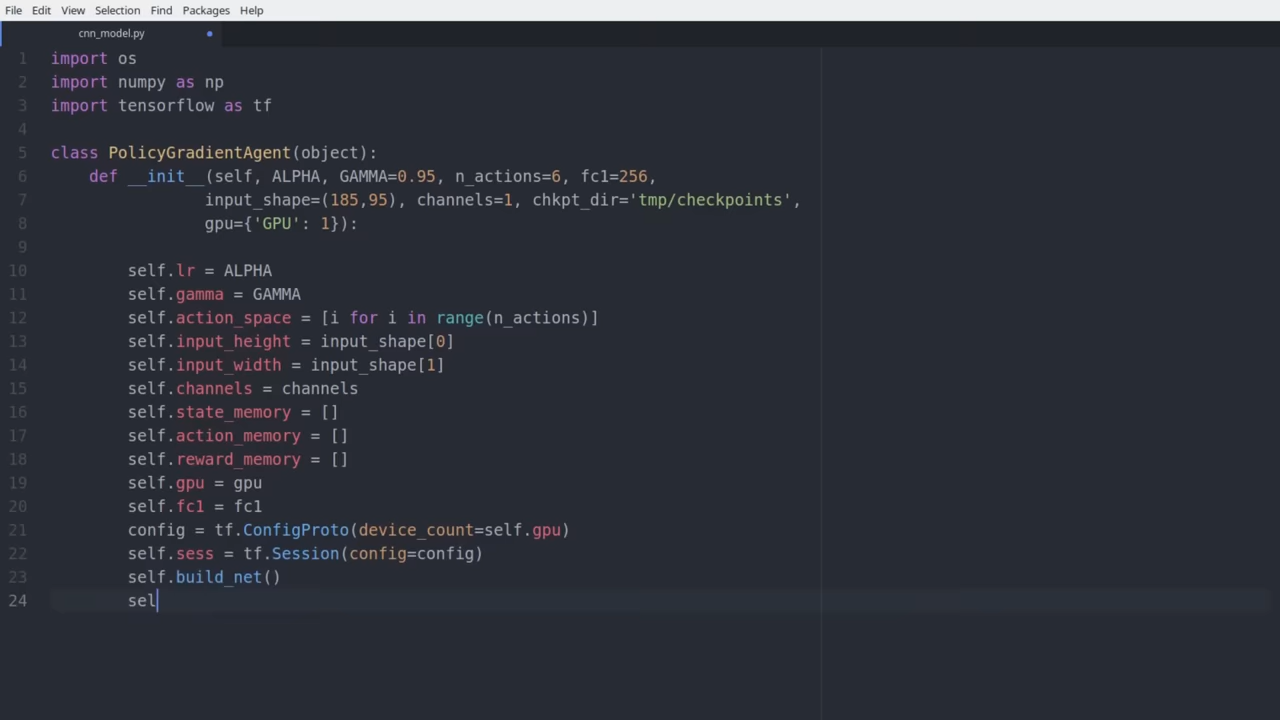 File Edit View Selection Find Packages Help
cnn_model.py
1 import os
2 import numpy as np
3 import tensorflow as tf
4
5 class PolicyGradientAgent(object):
6     def __init__(self, ALPHA, GAMMA=0.95, n_actions=6, fc1=256,
7                 input_shape=(185,95), channels=1, chkpt_dir='tmp/checkpoints',
8                 gpu={'GPU': 1}):
9
10         self.lr = ALPHA
11         self.gamma = GAMMA
12         self.action_space = [i for i in range(n_actions)]
13         self.input_height = input_shape[0]
14         self.input_width = input_shape[1]
15         self.channels = channels
16         self.state_memory = []
17         self.action_memory = []
18         self.reward_memory = []
19         self.gpu = gpu
20         self.fc1 = fc1
21         config = tf.ConfigProto(device_count=self.gpu)
22         self.sess = tf.Session(config=config)
23         self.build_net()
24         sel